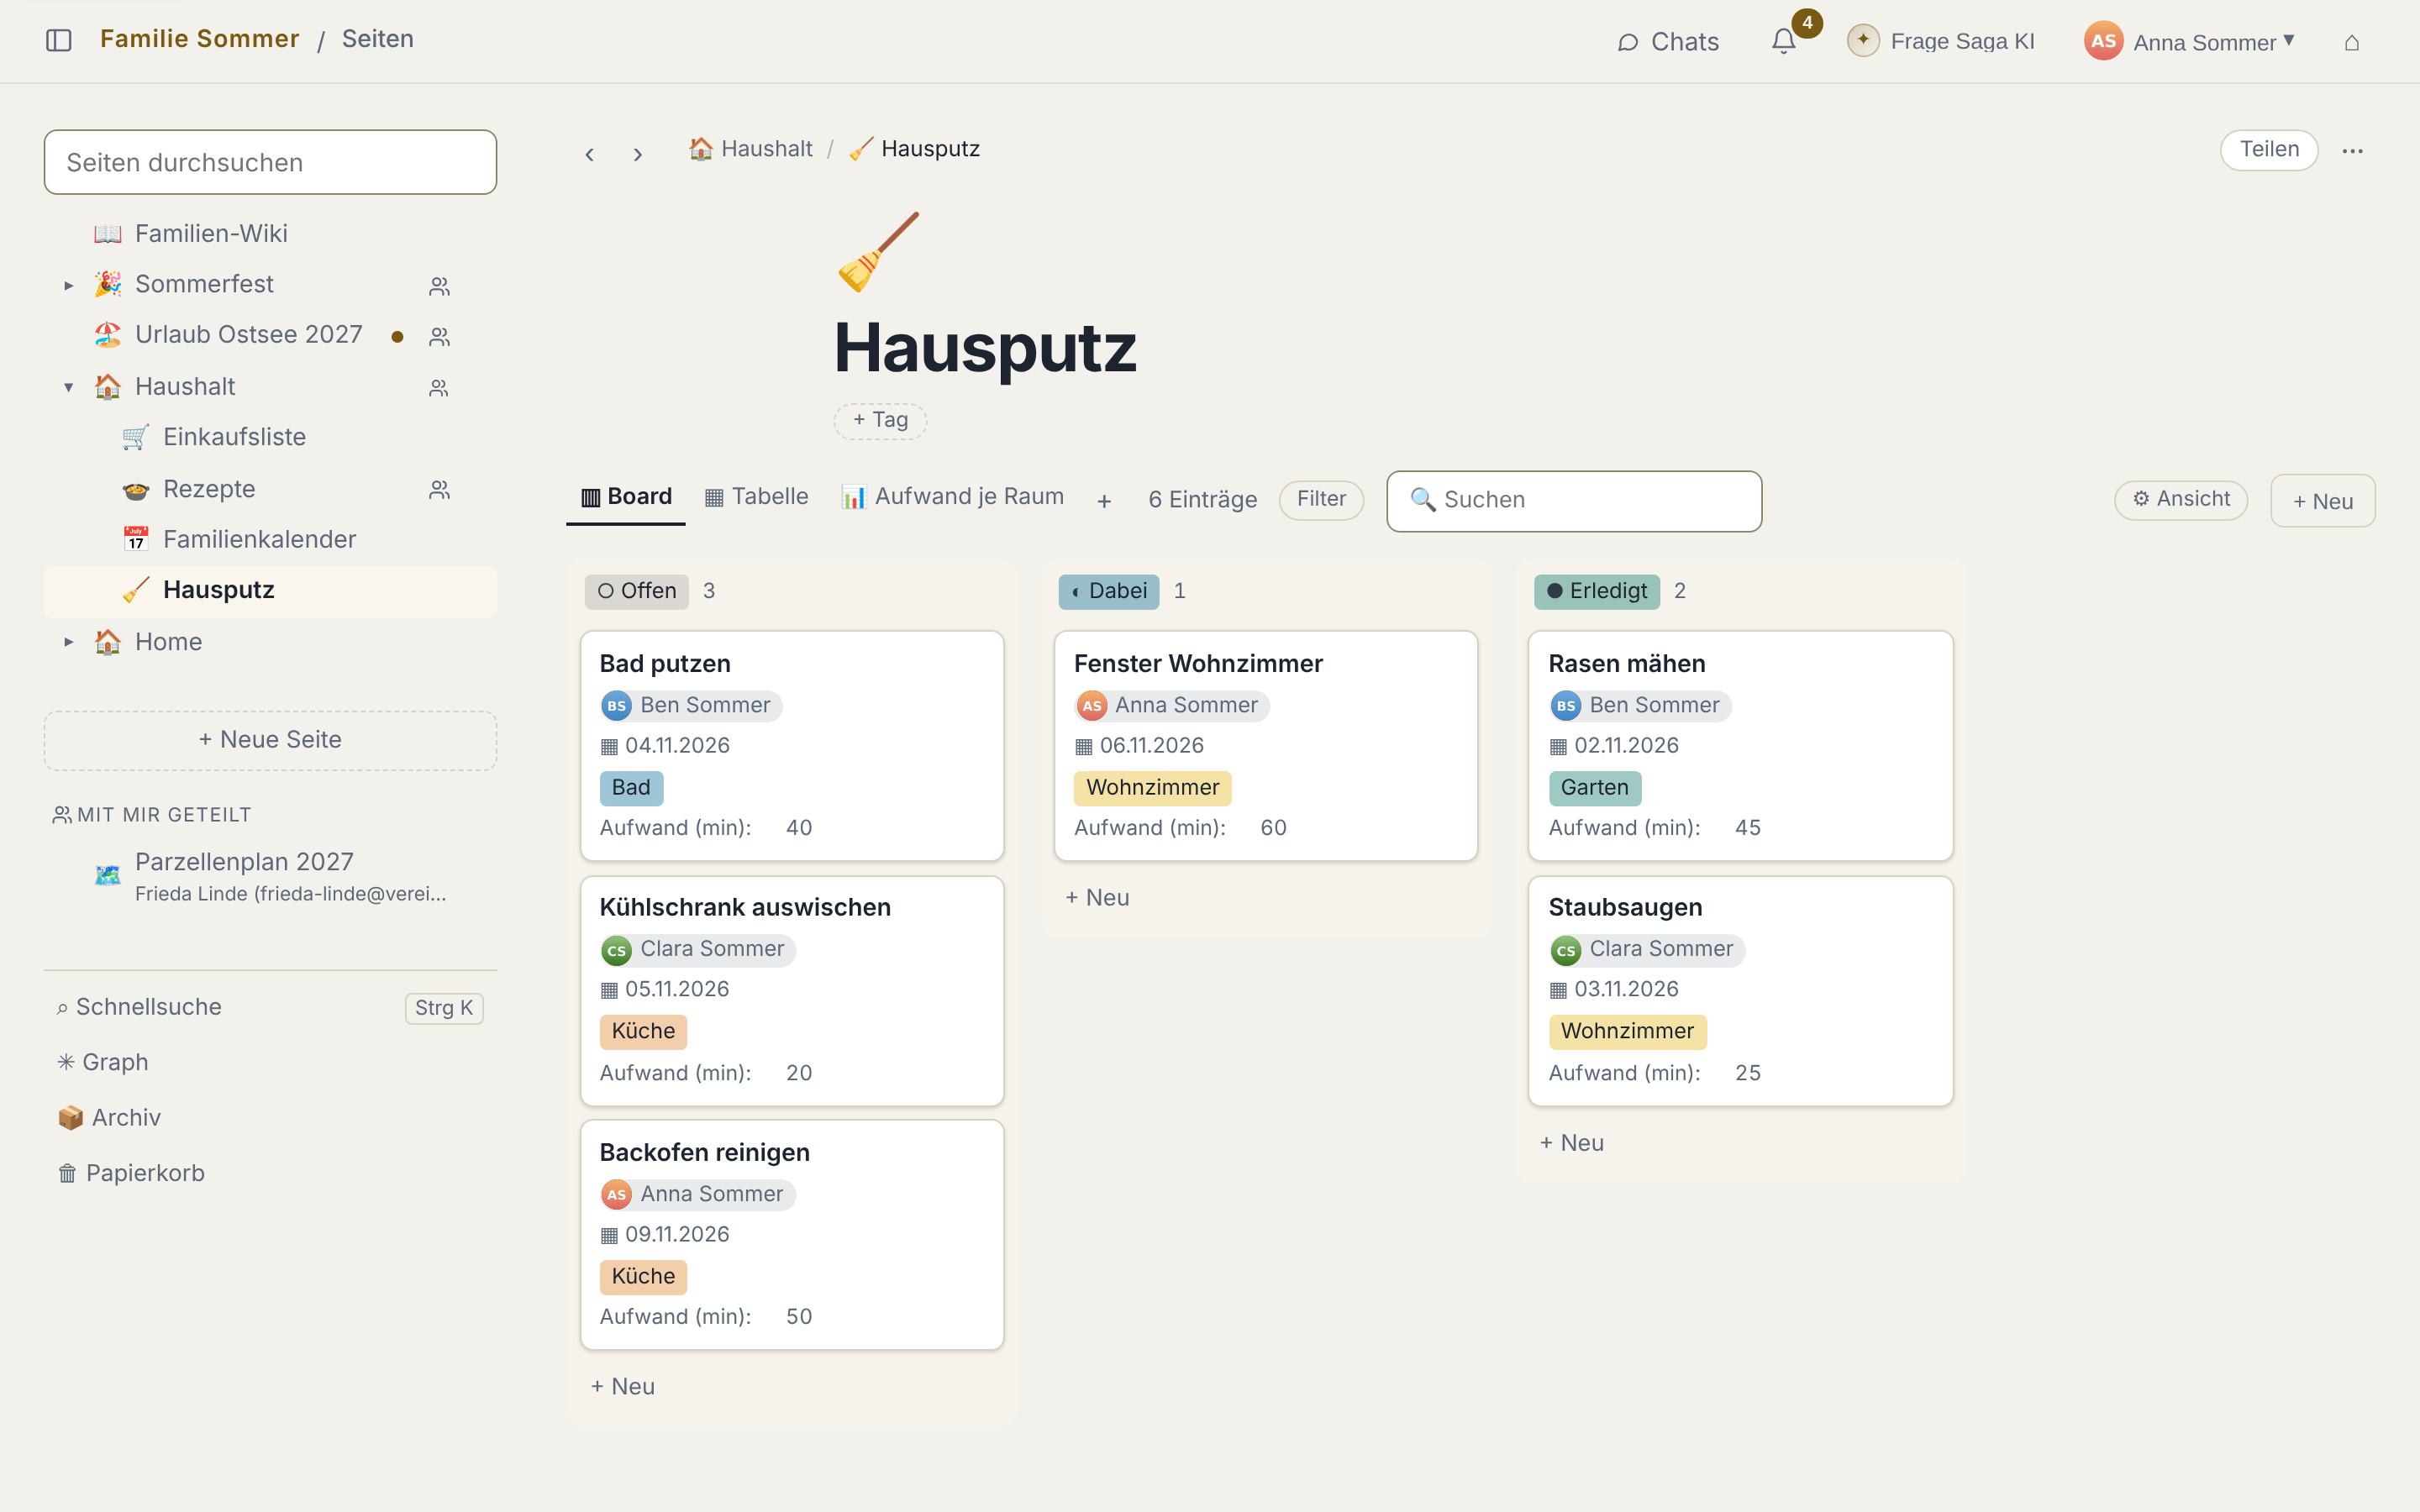 Familie Sommer / Seiten
Chats
4
Frage Saga KI
AS Anna Sommer
Seiten durchsuchen
Familien-Wiki
Sommerfest
Urlaub Ostsee 2027
Haushalt
Einkaufsliste
Rezepte
Familienkalender
Hausputz
Home
+ Neue Seite
MIT MIR GETEILT
Parzellenplan 2027
Frieda Linde (frieda-linde@verei...
Schnellsuche Strg K
Graph
Archiv
Papierkorb
Haushalt / Hausputz
Teilen
Hausputz
+ Tag
Board
Tabelle
Aufwand je Raum
+
6 Einträge
Filter
Suchen
Ansicht
+ Neu
Offen 3
Bad putzen
BS Ben Sommer
04.11.2026
Bad
Aufwand (min): 40
Kühlschrank auswischen
CS Clara Sommer
05.11.2026
Küche
Aufwand (min): 20
Backofen reinigen
AS Anna Sommer
09.11.2026
Küche
Aufwand (min): 50
+ Neu
Dabei 1
Fenster Wohnzimmer
AS Anna Sommer
06.11.2026
Wohnzimmer
Aufwand (min): 60
+ Neu
Erledigt 2
Rasen mähen
BS Ben Sommer
02.11.2026
Garten
Aufwand (min): 45
Staubsaugen
CS Clara Sommer
03.11.2026
Wohnzimmer
Aufwand (min): 25
+ Neu